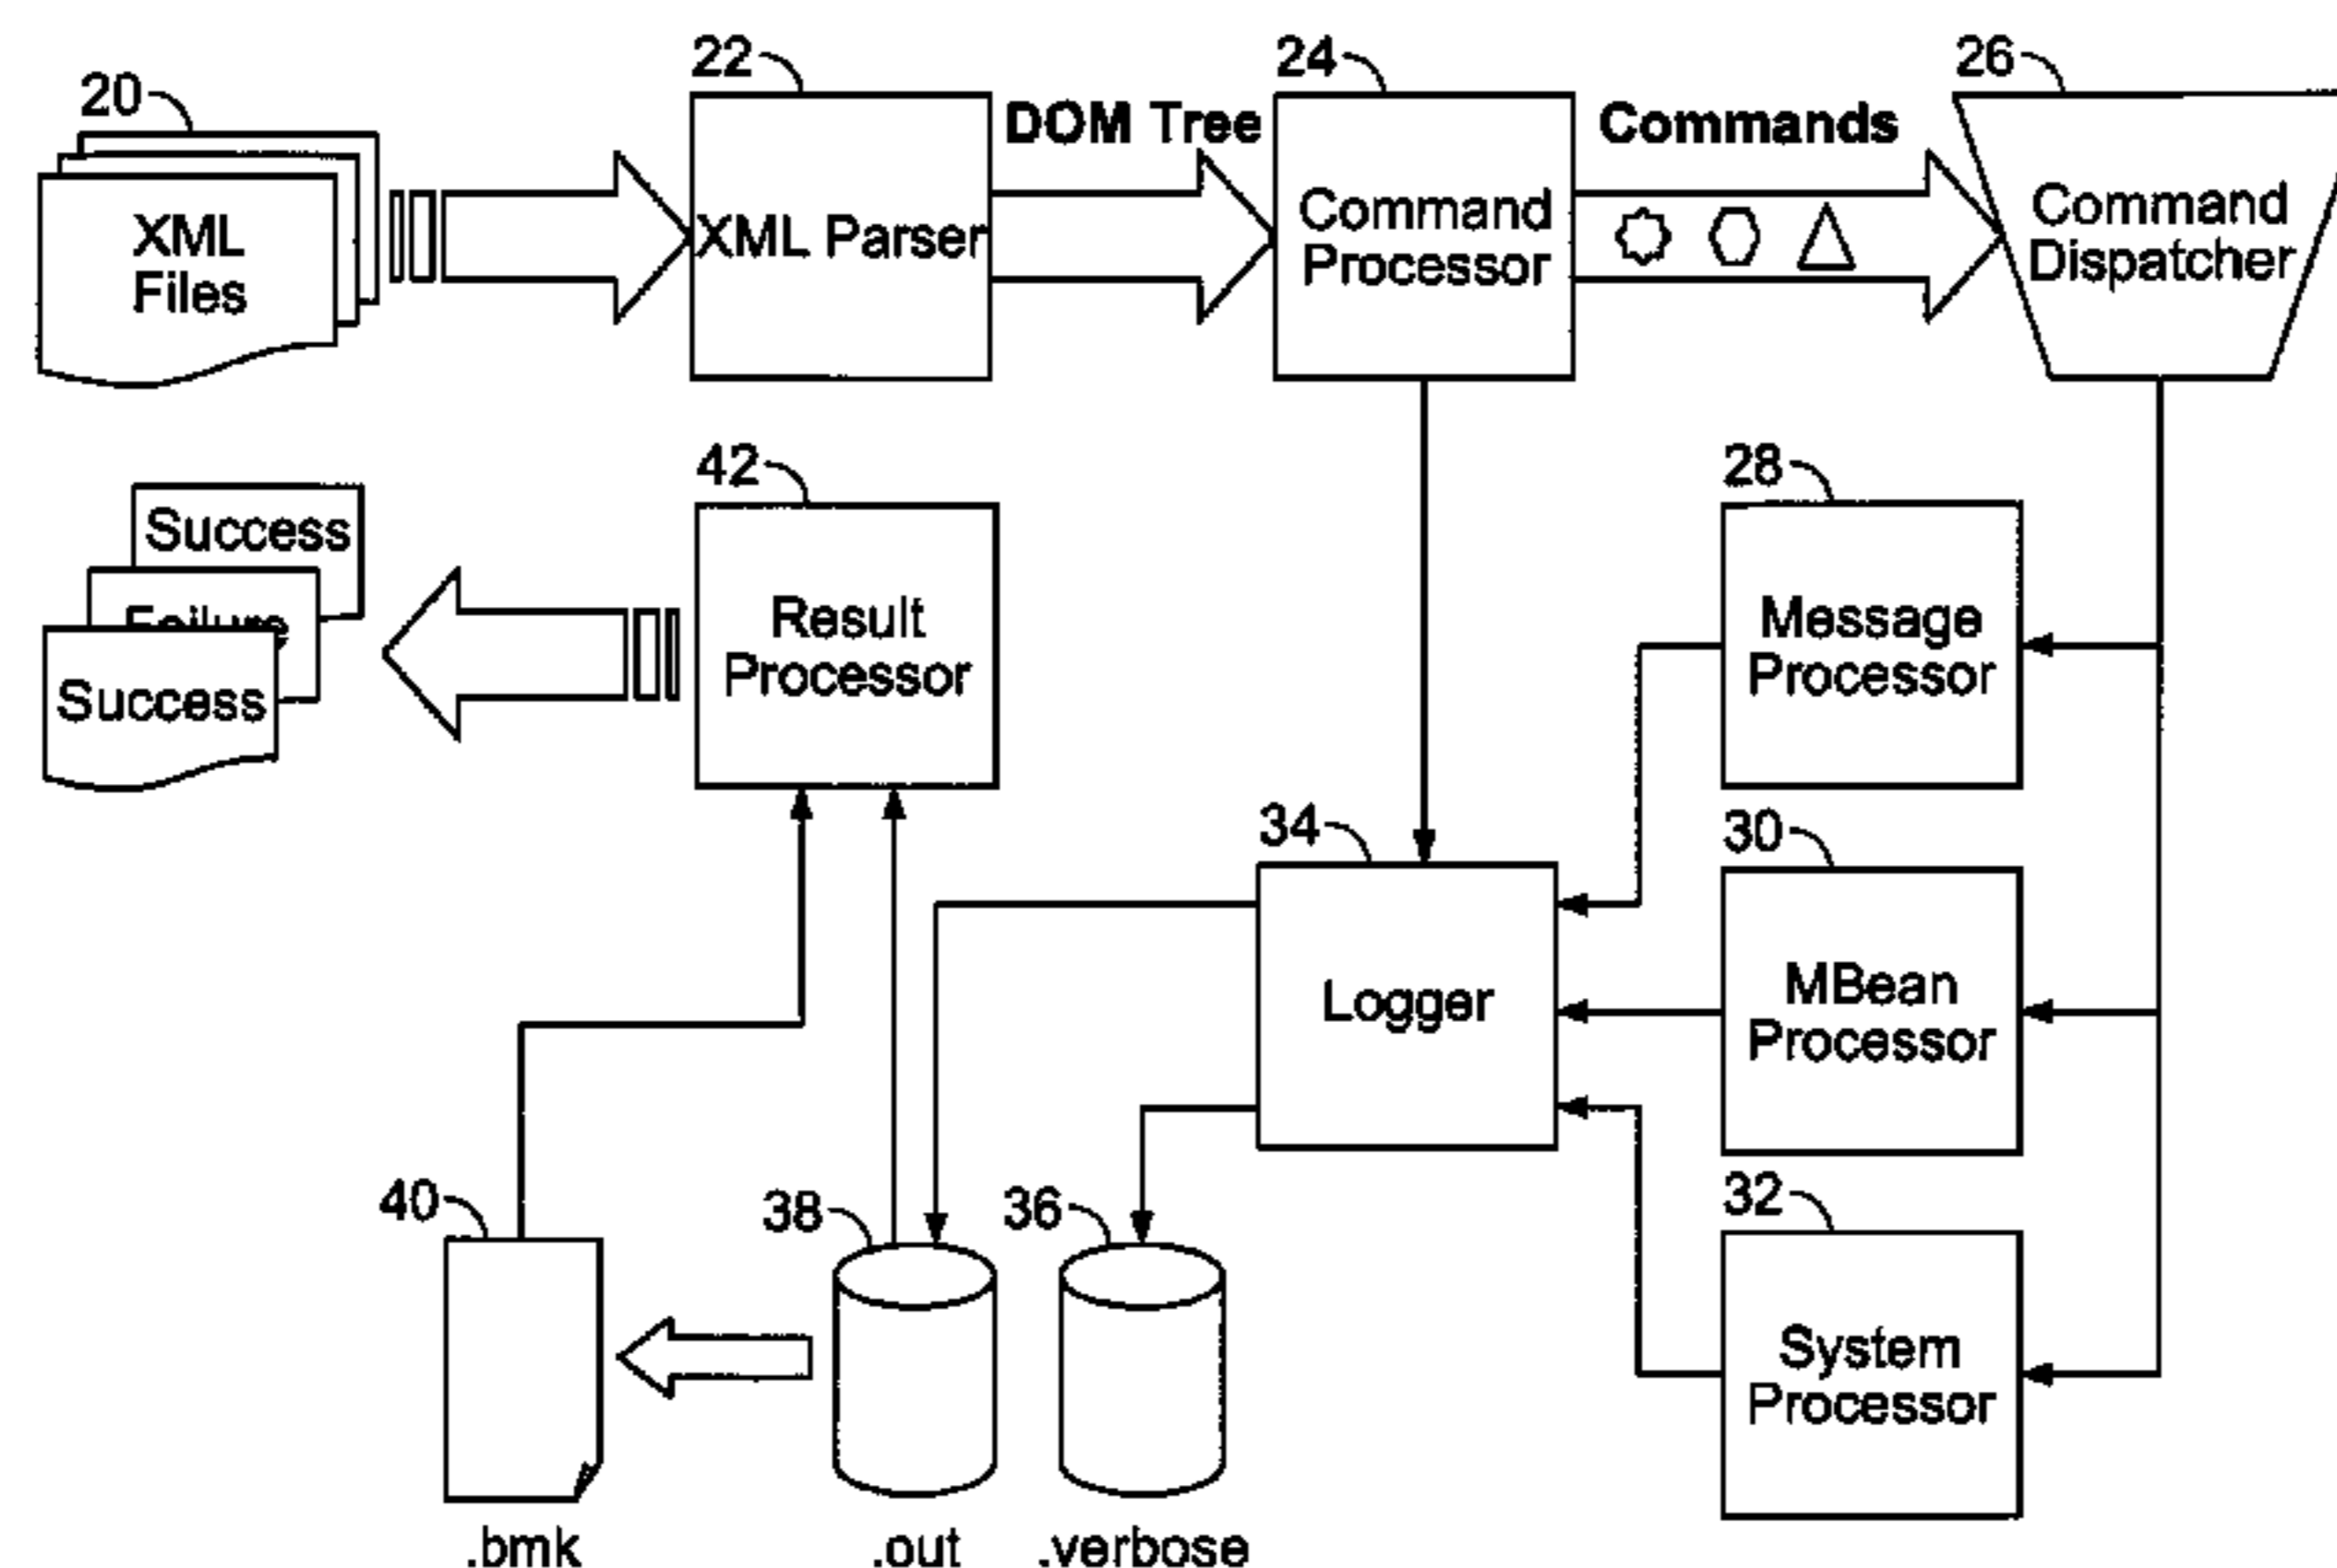 20
22
24
26
DOM Tree
Commands
XML
Files
XML Parser
Command
Processor
Command
Dispatcher
42
28
Success
Failure
Success
Result
Processor
Message
Processor
34
30
Logger
MBean
Processor
40
38
36
32
System
Processor
.bmk
.out
.verbose